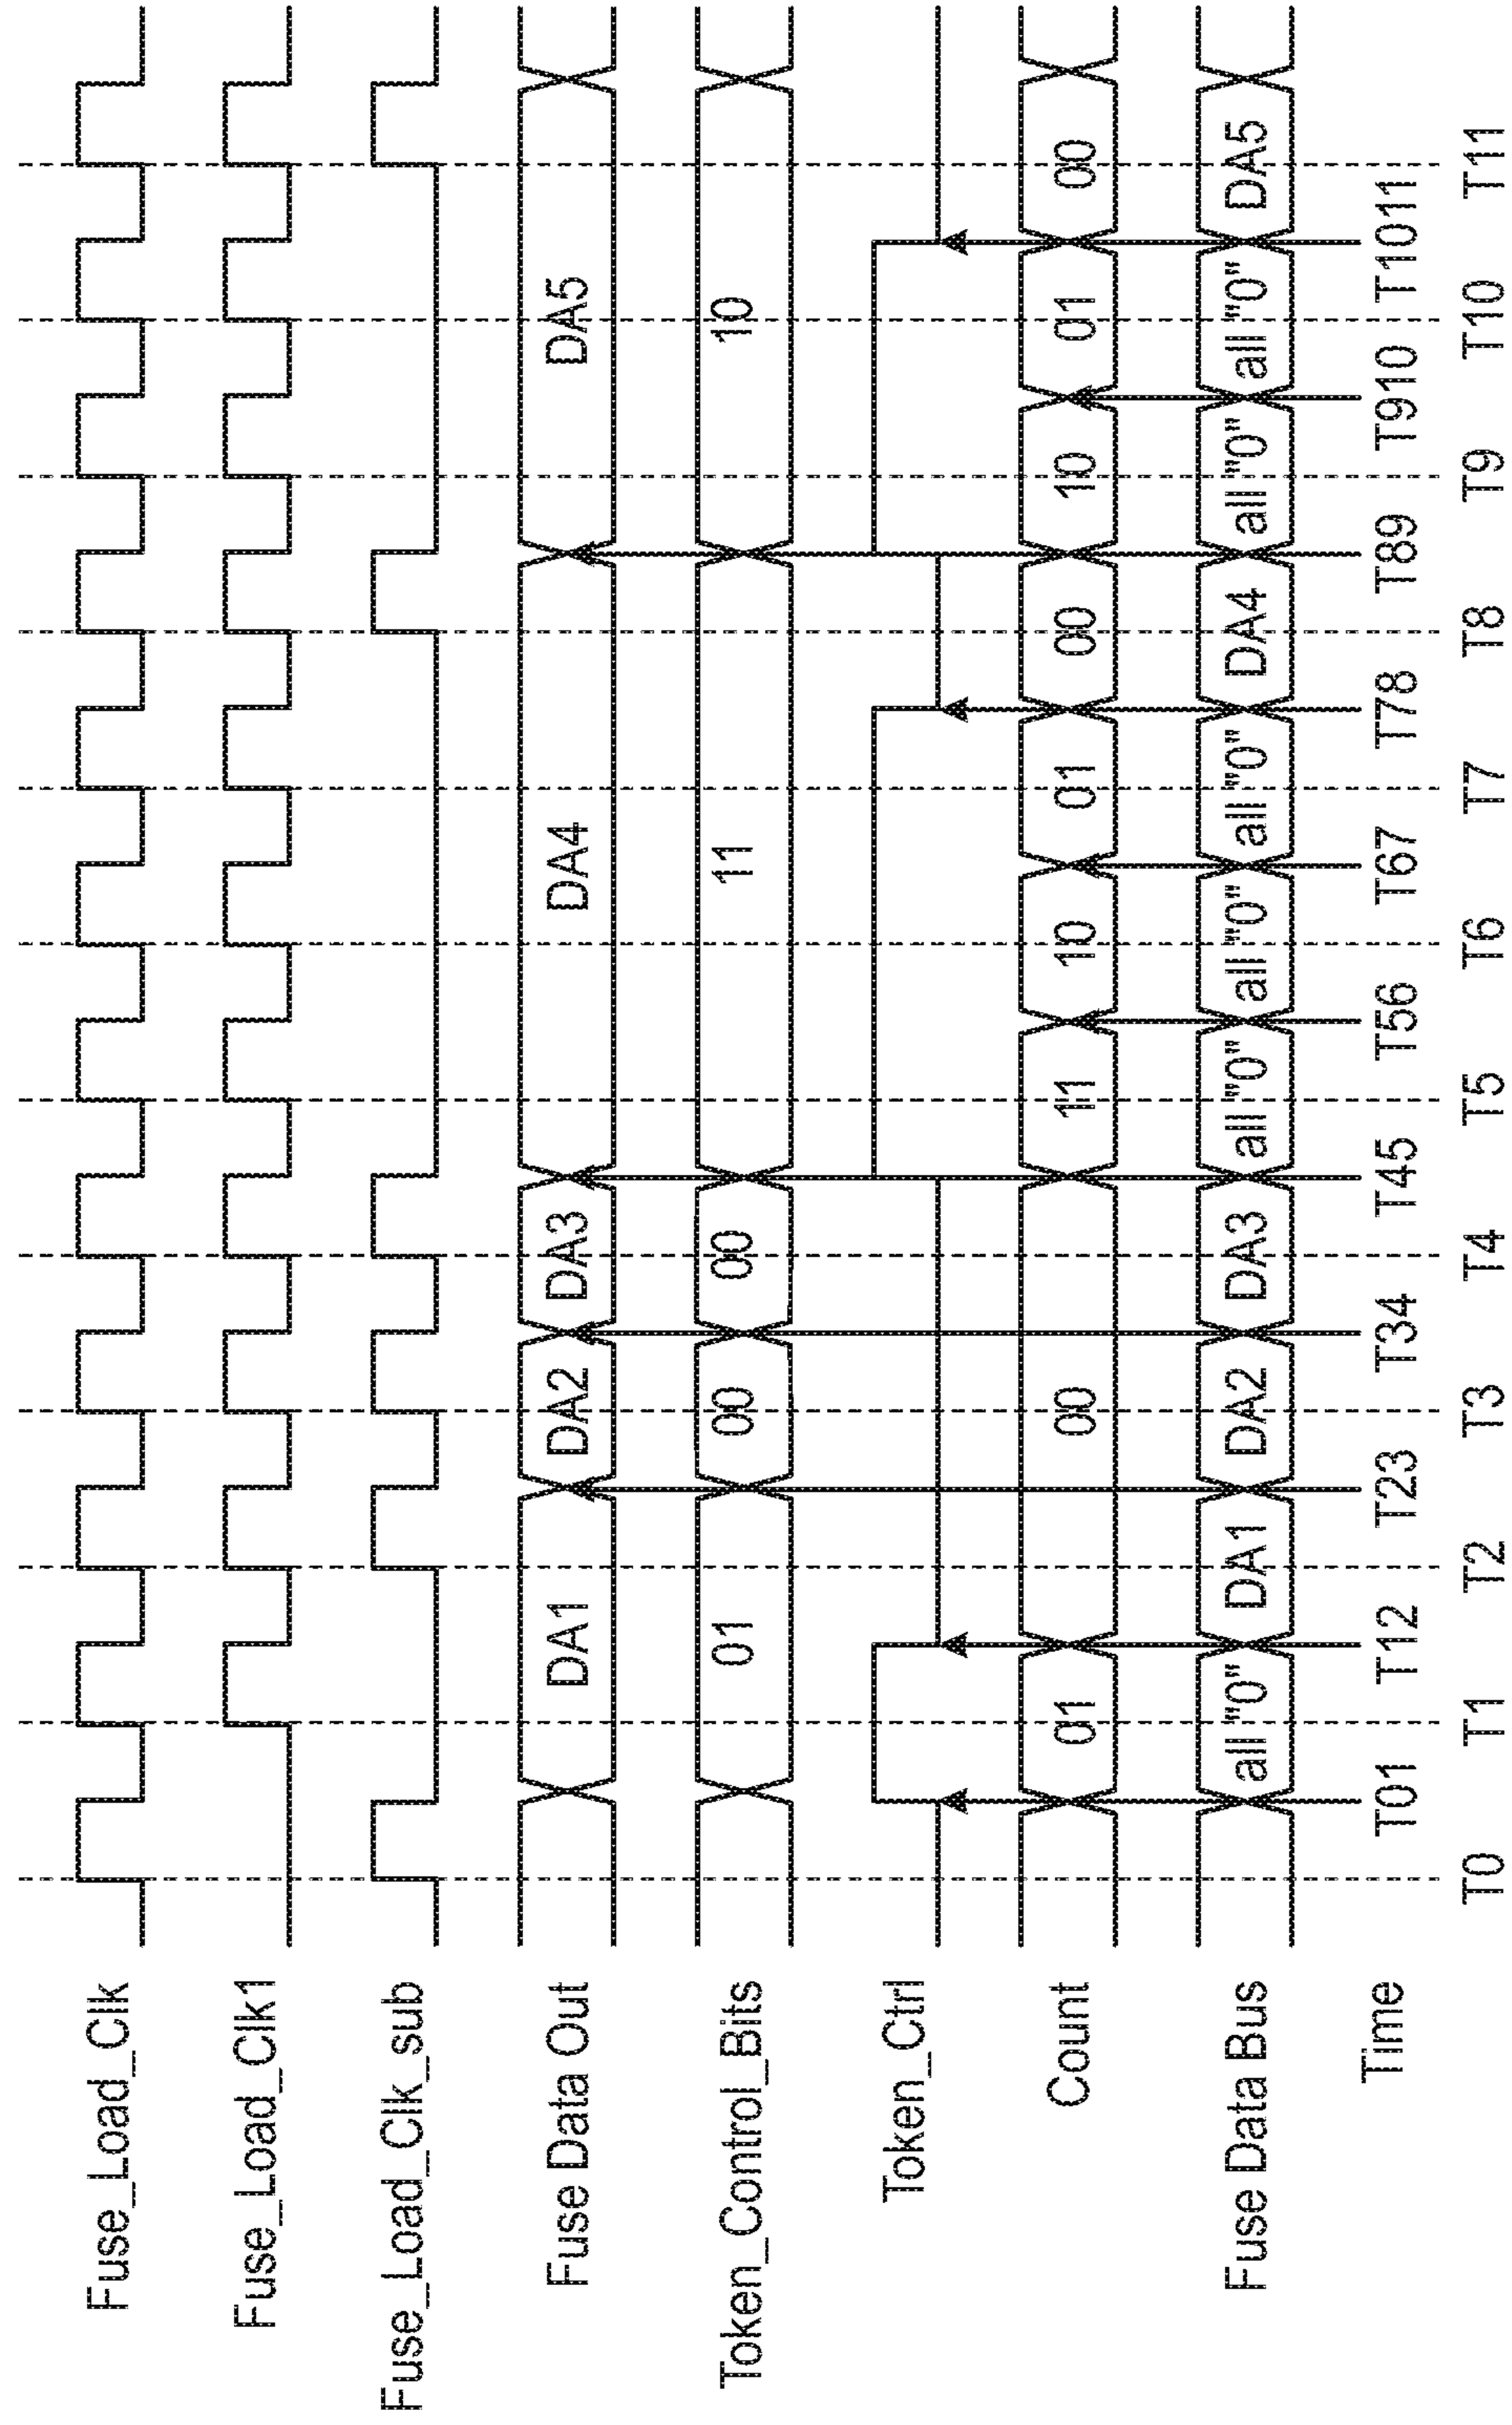 Fuse_Load_Clk
Fuse_Load_Clk1
Fuse_Load_Clk_sub
Fuse Data Out DA1 DA2 DA3 DA4 DA5
Token_Control_Bits 01 00 00 11 10
Token_Ctrl
Count 01 00 11 10 01 00 10 01 00
Fuse Data Bus all "0" DA1 DA2 DA3 all "0" all "0" all "0" DA4 all "0" all "0" DA5
Time T01 T12 T23 T34 T45 T56 T67 T78 T89 T910 T1011
T0 T1 T2 T3 T4 T5 T6 T7 T8 T9 T10 T11